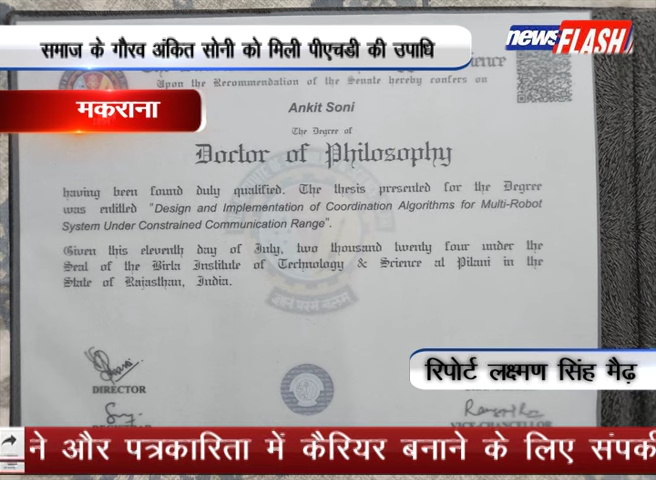 समाज के गौरव अंकित सोनी को मिली पीएचडी की उपाधि
news FLASH
मकराना
Science
Upon the Recommendation of the Senate hereby confers on
Ankit Soni
The Degree of
Doctor of Philosophy
having been found duly qualified. The thesis presented for the Degree
was entitled "Design and Implementation of Coordination Algorithms for Multi-Robot
System Under Constrained Communication Range".
Given this eleventh day of July, two thousand twenty four under the
Seal of the Birla Institute of Technology & Science at Pilani in the
State of Rajasthan, India.
DIRECTOR
रिपोर्ट लक्ष्मण सिंह मैढ़
VICE-CHANCELLOR
ने और पत्रकारिता में कैरियर बनाने के लिए संपर्क